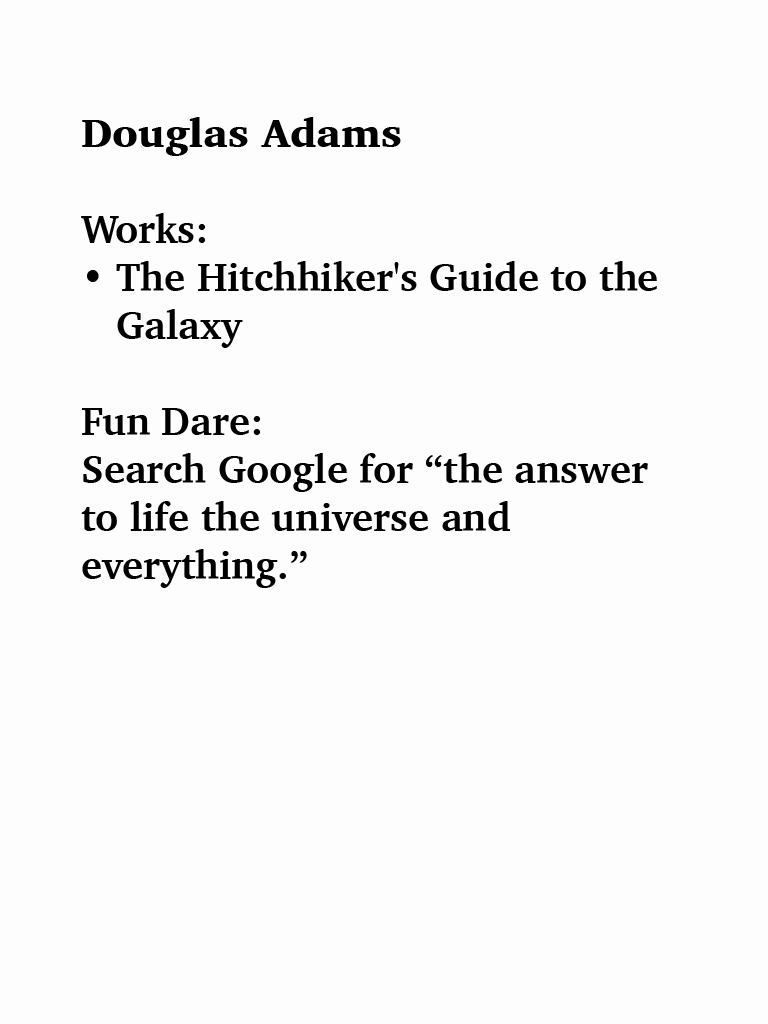 Douglas Adams
Works:
• The Hitchhiker's Guide to the
Galaxy
Fun Dare:
Search Google for “the answer
to life the universe and
everything.”